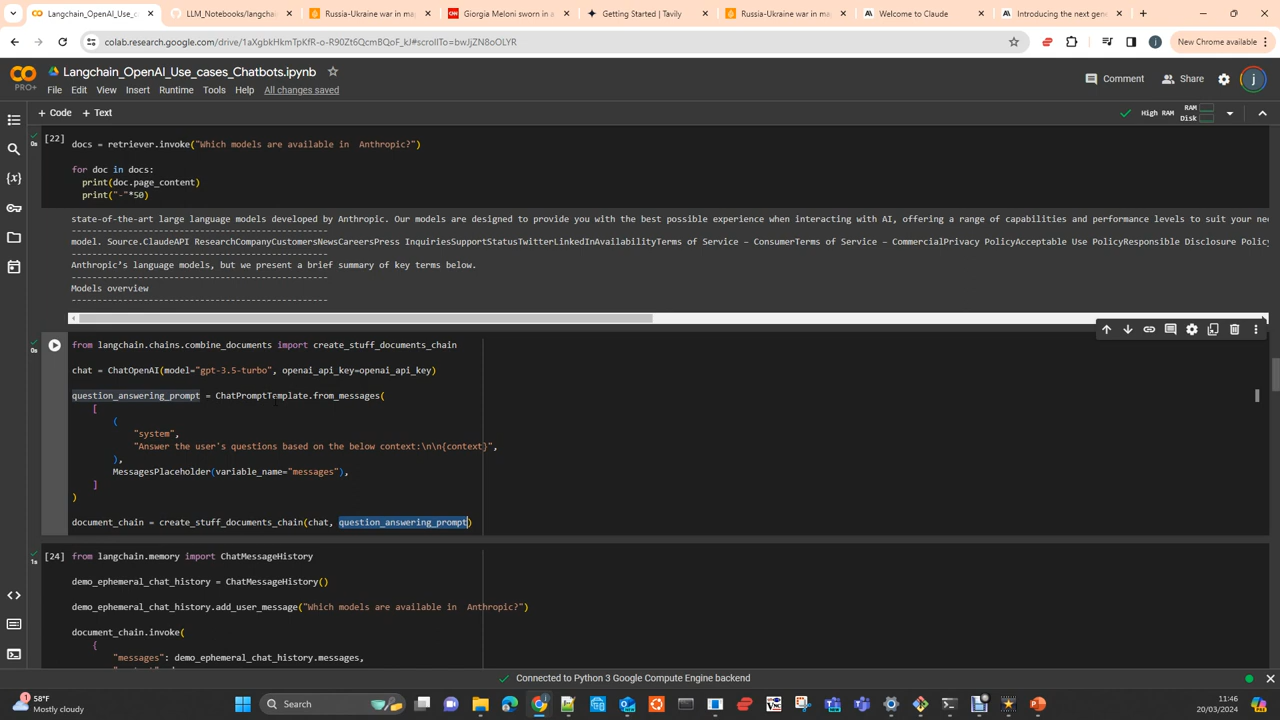 Langchain_OpenAI_Use_cases_
LLM_Notebooks/langchai
Russia-Ukraine war in map
Giorgia Meloni sworn in a
Getting Started | Tavily
Russia-Ukraine war in map
Welcome to Claude
Introducing the next gene
colab.research.google.com/drive/1aXgbkHkmTpKfR-o-R90Zt6QcmBQoF_kJ#scrollTo=bwJjZN8oOLYR
New Chrome available
PRO+
Langchain_OpenAI_Use_cases_Chatbots.ipynb
File Edit View Insert Runtime Tools Help All changes saved
Comment
Share
j
+ Code + Text
High RAM
RAM
Disk
[22]
0s
docs = retriever.invoke("Which models are available in  Anthropic?")
for doc in docs:
print(doc.page_content)
print("-"*50)
state-of-the-art large language models developed by Anthropic. Our models are designed to provide you with the best possible experience when interacting with AI, offering a range of capabilities and performance levels to suit your nee
--------------------------------------------------
model. Source.ClaudeAPI ResearchCompanyCustomersNewsCareersPress InquiriesSupportStatusTwitterLinkedInAvailabilityTerms of Service – ConsumerTerms of Service – CommercialPrivacy PolicyAcceptable Use PolicyResponsible Disclosure Policy
--------------------------------------------------
Anthropic’s language models, but we present a brief summary of key terms below.
--------------------------------------------------
Models overview
--------------------------------------------------
0s
from langchain.chains.combine_documents import create_stuff_documents_chain
chat = ChatOpenAI(model="gpt-3.5-turbo", openai_api_key=openai_api_key)
question_answering_prompt = ChatPromptTemplate.from_messages(
[
(
"system",
"Answer the user's questions based on the below context:\n\n{context}",
),
MessagesPlaceholder(variable_name="messages"),
]
)
document_chain = create_stuff_documents_chain(chat, question_answering_prompt)
[24]
1s
from langchain.memory import ChatMessageHistory
demo_ephemeral_chat_history = ChatMessageHistory()
demo_ephemeral_chat_history.add_user_message("Which models are available in  Anthropic?")
document_chain.invoke(
{
"messages": demo_ephemeral_chat_history.messages,
Connected to Python 3 Google Compute Engine backend
58°F
Mostly cloudy
Search
11:46
20/03/2024